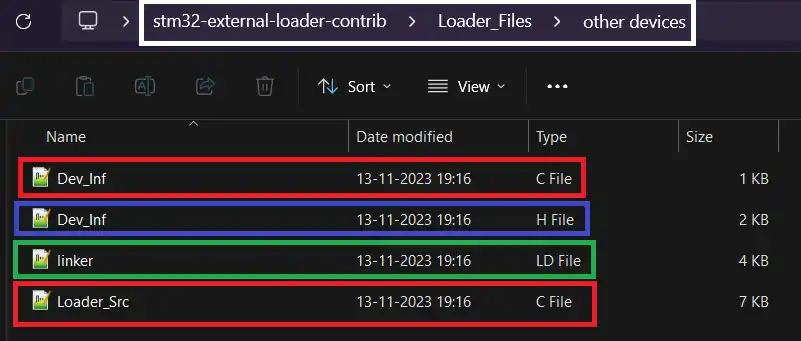 stm32-external-loader-contrib > Loader_Files > other devices
Sort View
Name Date modified Type Size
Dev_Inf 13-11-2023 19:16 C File 1 KB
Dev_Inf 13-11-2023 19:16 H File 2 KB
linker 13-11-2023 19:16 LD File 4 KB
Loader_Src 13-11-2023 19:16 C File 7 KB